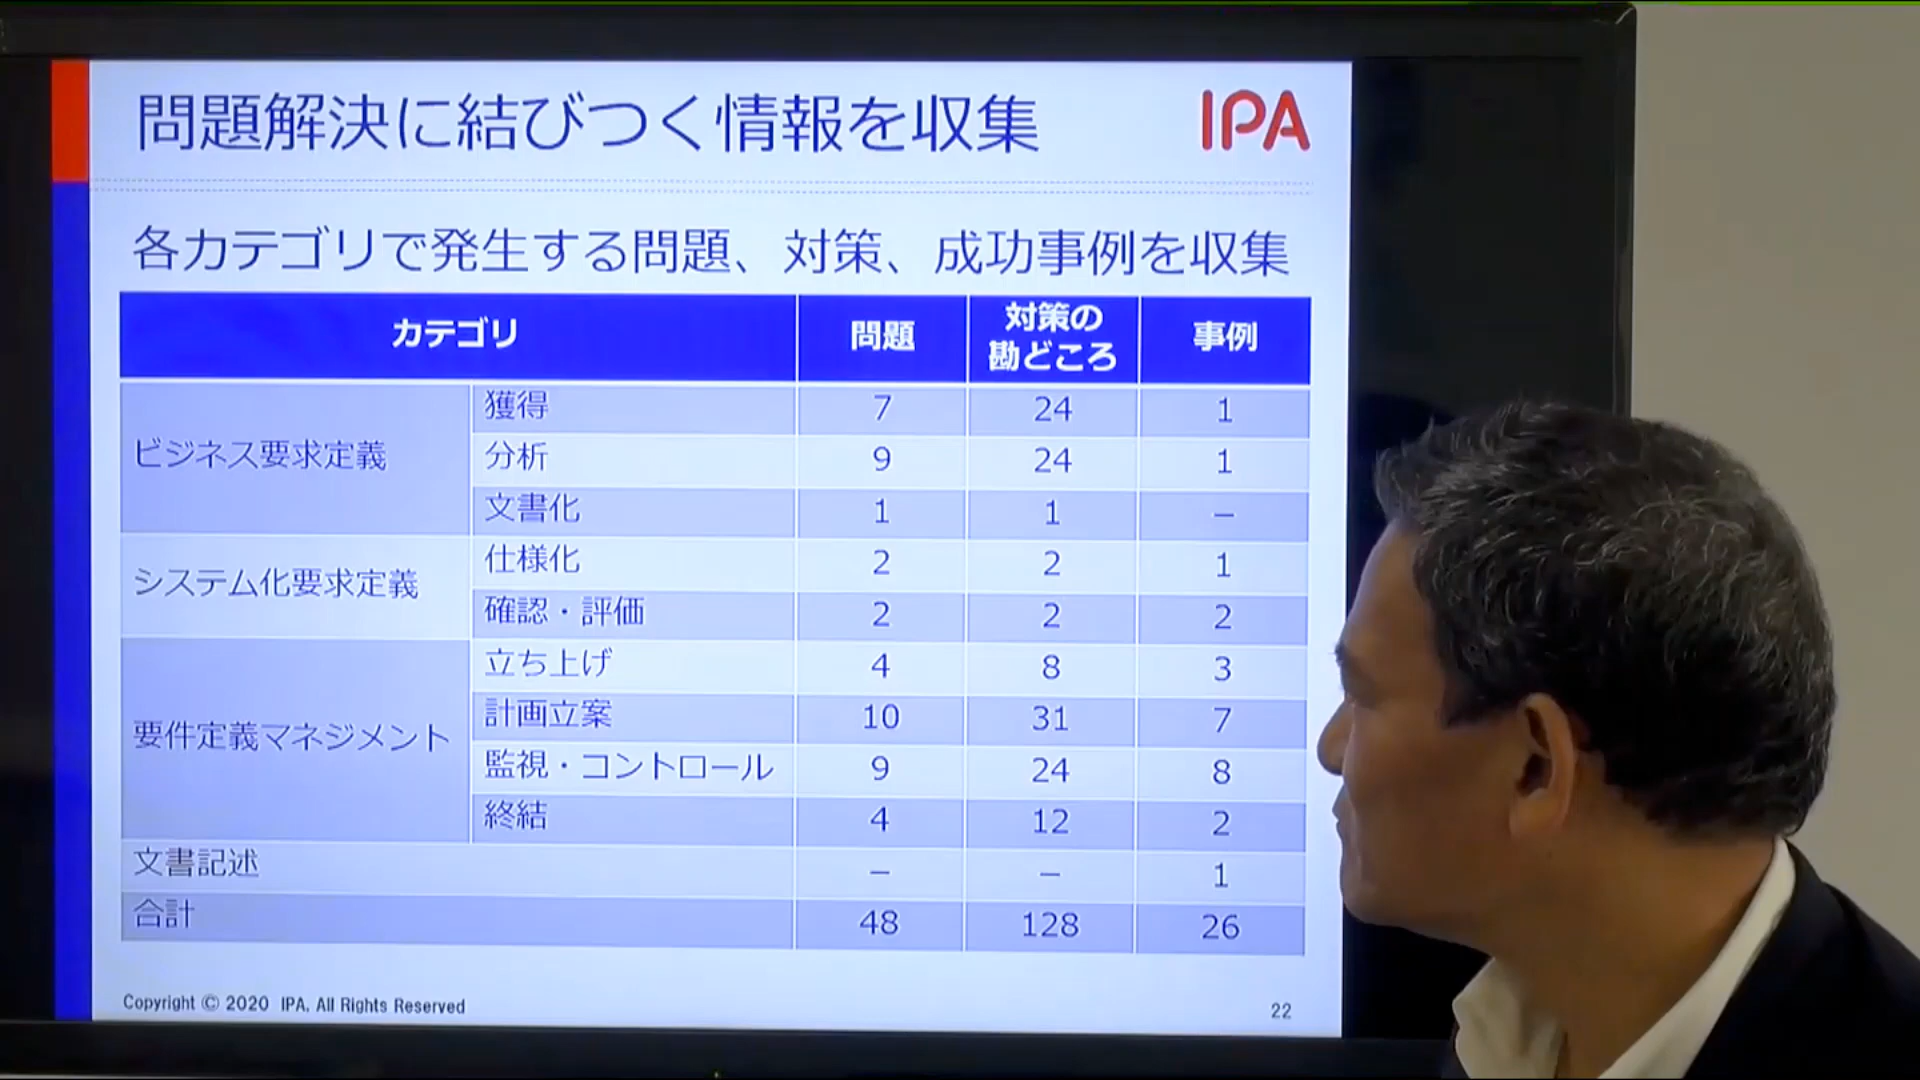 問題解決に結びつく情報を収集
IPA
各カテゴリで発生する問題、対策、成功事例を収集
カテゴリ 問題 対策の勘どころ 事例
ビジネス要求定義 獲得 7 24 1
分析 9 24 1
文書化 1 1 –
システム化要求定義 仕様化 2 2 1
確認・評価 2 2 2
要件定義マネジメント 立ち上げ 4 8 3
計画立案 10 31 7
監視・コントロール 9 24 8
終結 4 12 2
文書記述 – – 1
合計 48 128 26
Copyright © 2020 IPA, All Rights Reserved
22